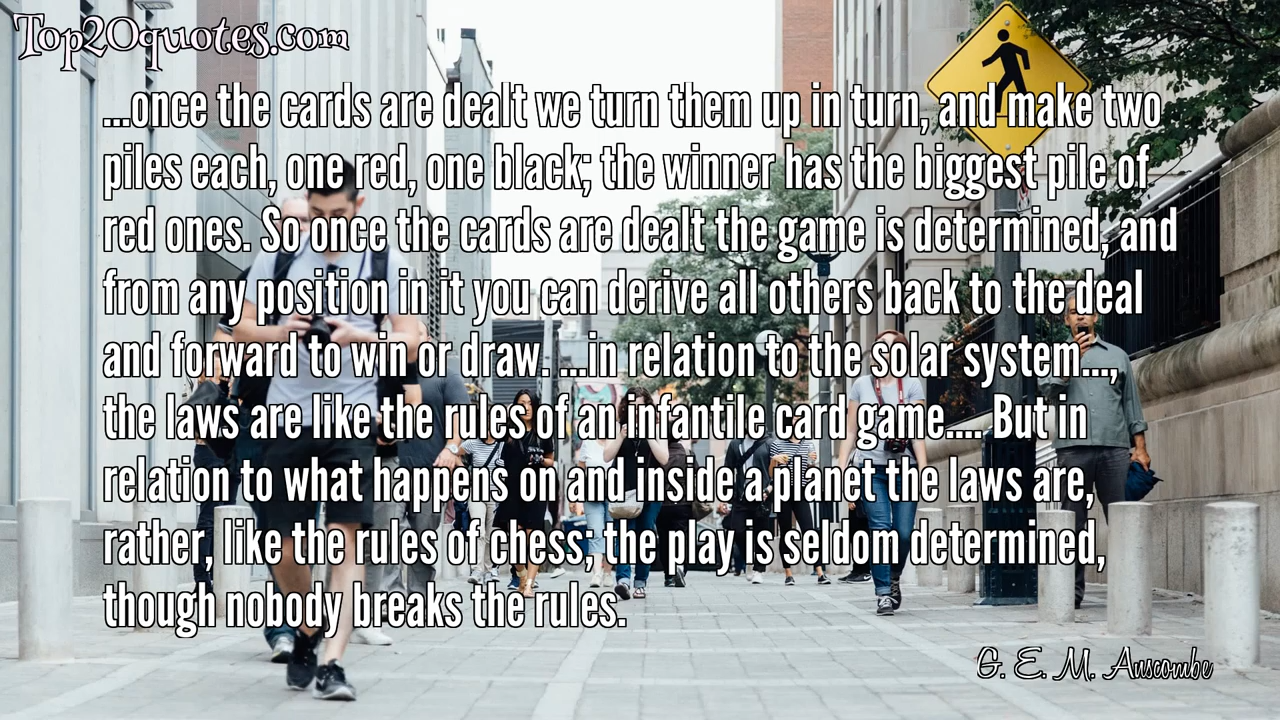 Top20quotes.com
...once the cards are dealt we turn them up in turn, and make two
piles each, one red, one black; the winner has the biggest pile of
red ones. So once the cards are dealt the game is determined, and
from any position in it you can derive all others back to the deal
and forward to win or draw. ...in relation to the solar system...,
the laws are like the rules of an infantile card game.... But in
relation to what happens on and inside a planet the laws are,
rather, like the rules of chess; the play is seldom determined,
though nobody breaks the rules.
G. E. M. Anscombe